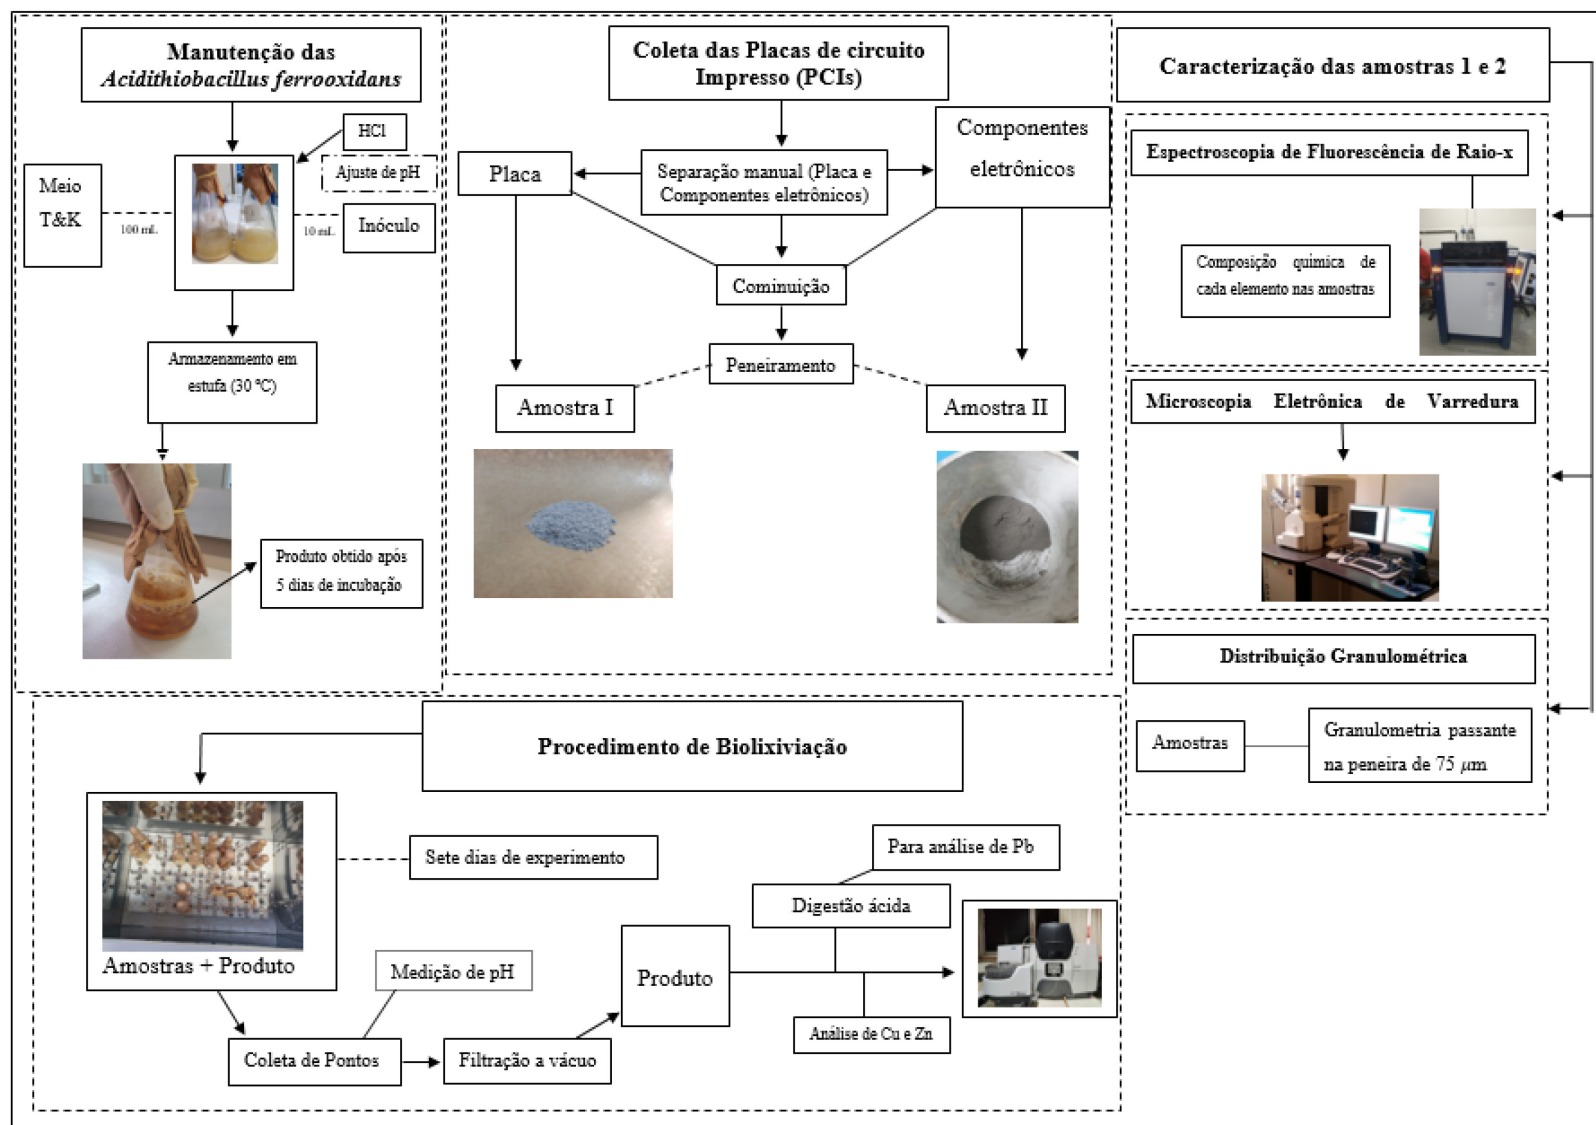 Manutenção das
Acidithiobacillus ferrooxidans
HCl
Ajuste de pH
Meio
T&K
100 mL
10 mL
Inóculo
Armazenamento em
estufa (30 ºC)
Produto obtido após
5 dias de incubação
Coleta das Placas de circuito
Impresso (PCIs)
Placa
Separação manual (Placa e
Componentes eletrônicos)
Componentes
eletrônicos
Cominuição
Peneiramento
Amostra I
Amostra II
Caracterização das amostras 1 e 2
Espectroscopia de Fluorescência de Raio-x
Composição quimica de
cada elemento nas amostras
Microscopia Eletrônica de Varredura
Distribuição Granulométrica
Amostras
Granulometria passante
na peneira de 75 µm
Procedimento de Biolixiviação
Amostras + Produto
Sete dias de experimento
Medição de pH
Coleta de Pontos
Filtração a vácuo
Produto
Para análise de Pb
Digestão ácida
Análise de Cu e Zn